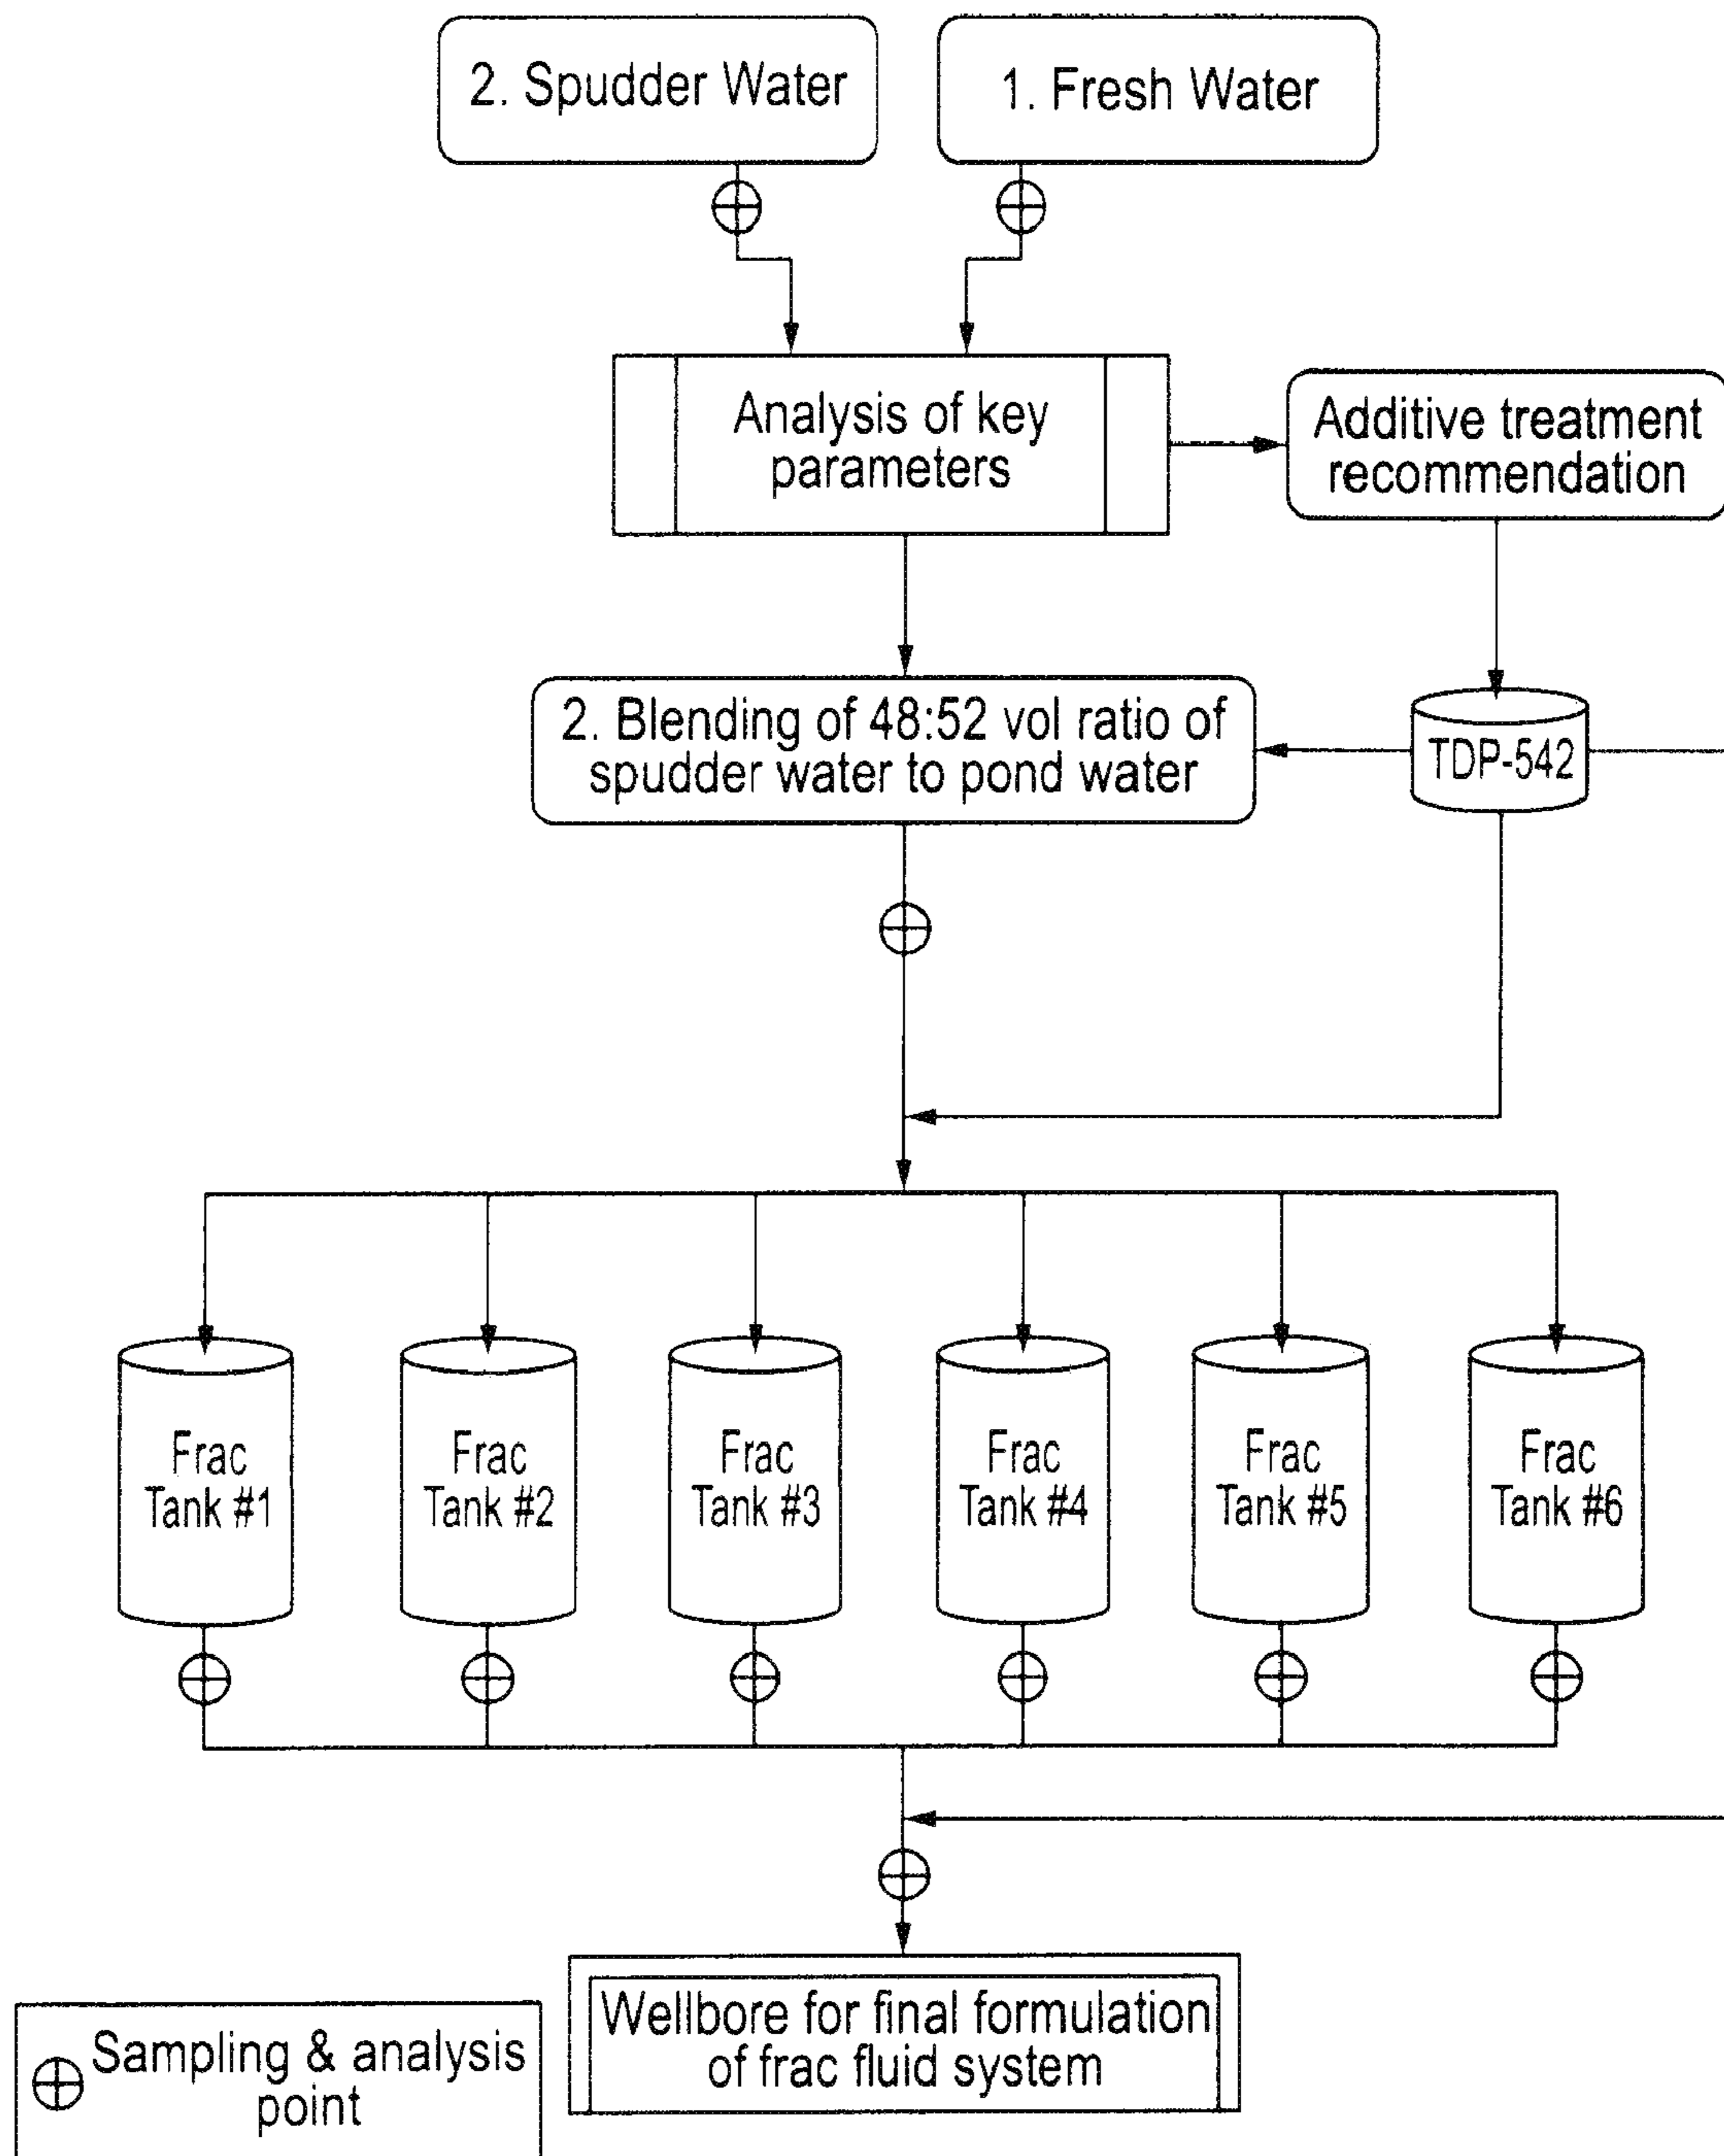 2. Spudder Water
1. Fresh Water
Analysis of key
parameters
Additive treatment
recommendation
2. Blending of 48:52 vol ratio of
spudder water to pond water
TDP-542
Frac
Tank #1
Frac
Tank #2
Frac
Tank #3
Frac
Tank #4
Frac
Tank #5
Frac
Tank #6
Wellbore for final formulation
of frac fluid system
Sampling & analysis
point